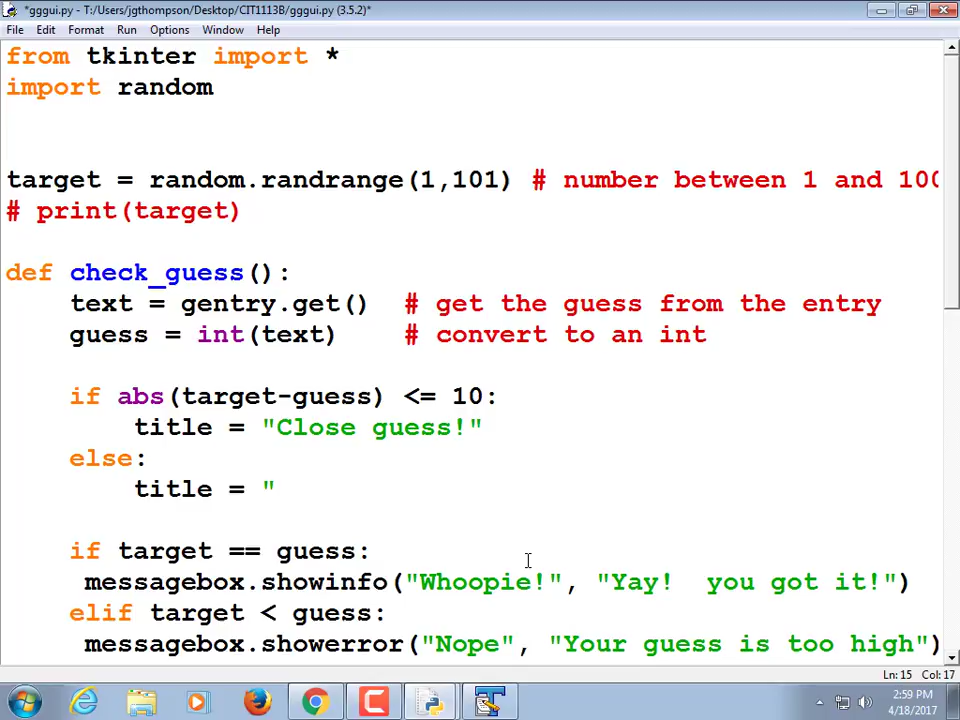 *gggui.py - T:/Users/jgthompson/Desktop/CIT1113B/gggui.py (3.5.2)*
File Edit Format Run Options Window Help
from tkinter import *
import random
target = random.randrange(1,101) # number between 1 and 100
# print(target)
def check_guess():
    text = gentry.get()  # get the guess from the entry
    guess = int(text)    # convert to an int
    if abs(target-guess) <= 10:
        title = "Close guess!"
    else:
        title = "
    if target == guess:
     messagebox.showinfo("Whoopie!", "Yay!  you got it!")
    elif target < guess:
     messagebox.showerror("Nope", "Your guess is too high")
Ln: 15 Col: 17
2:59 PM
4/18/2017